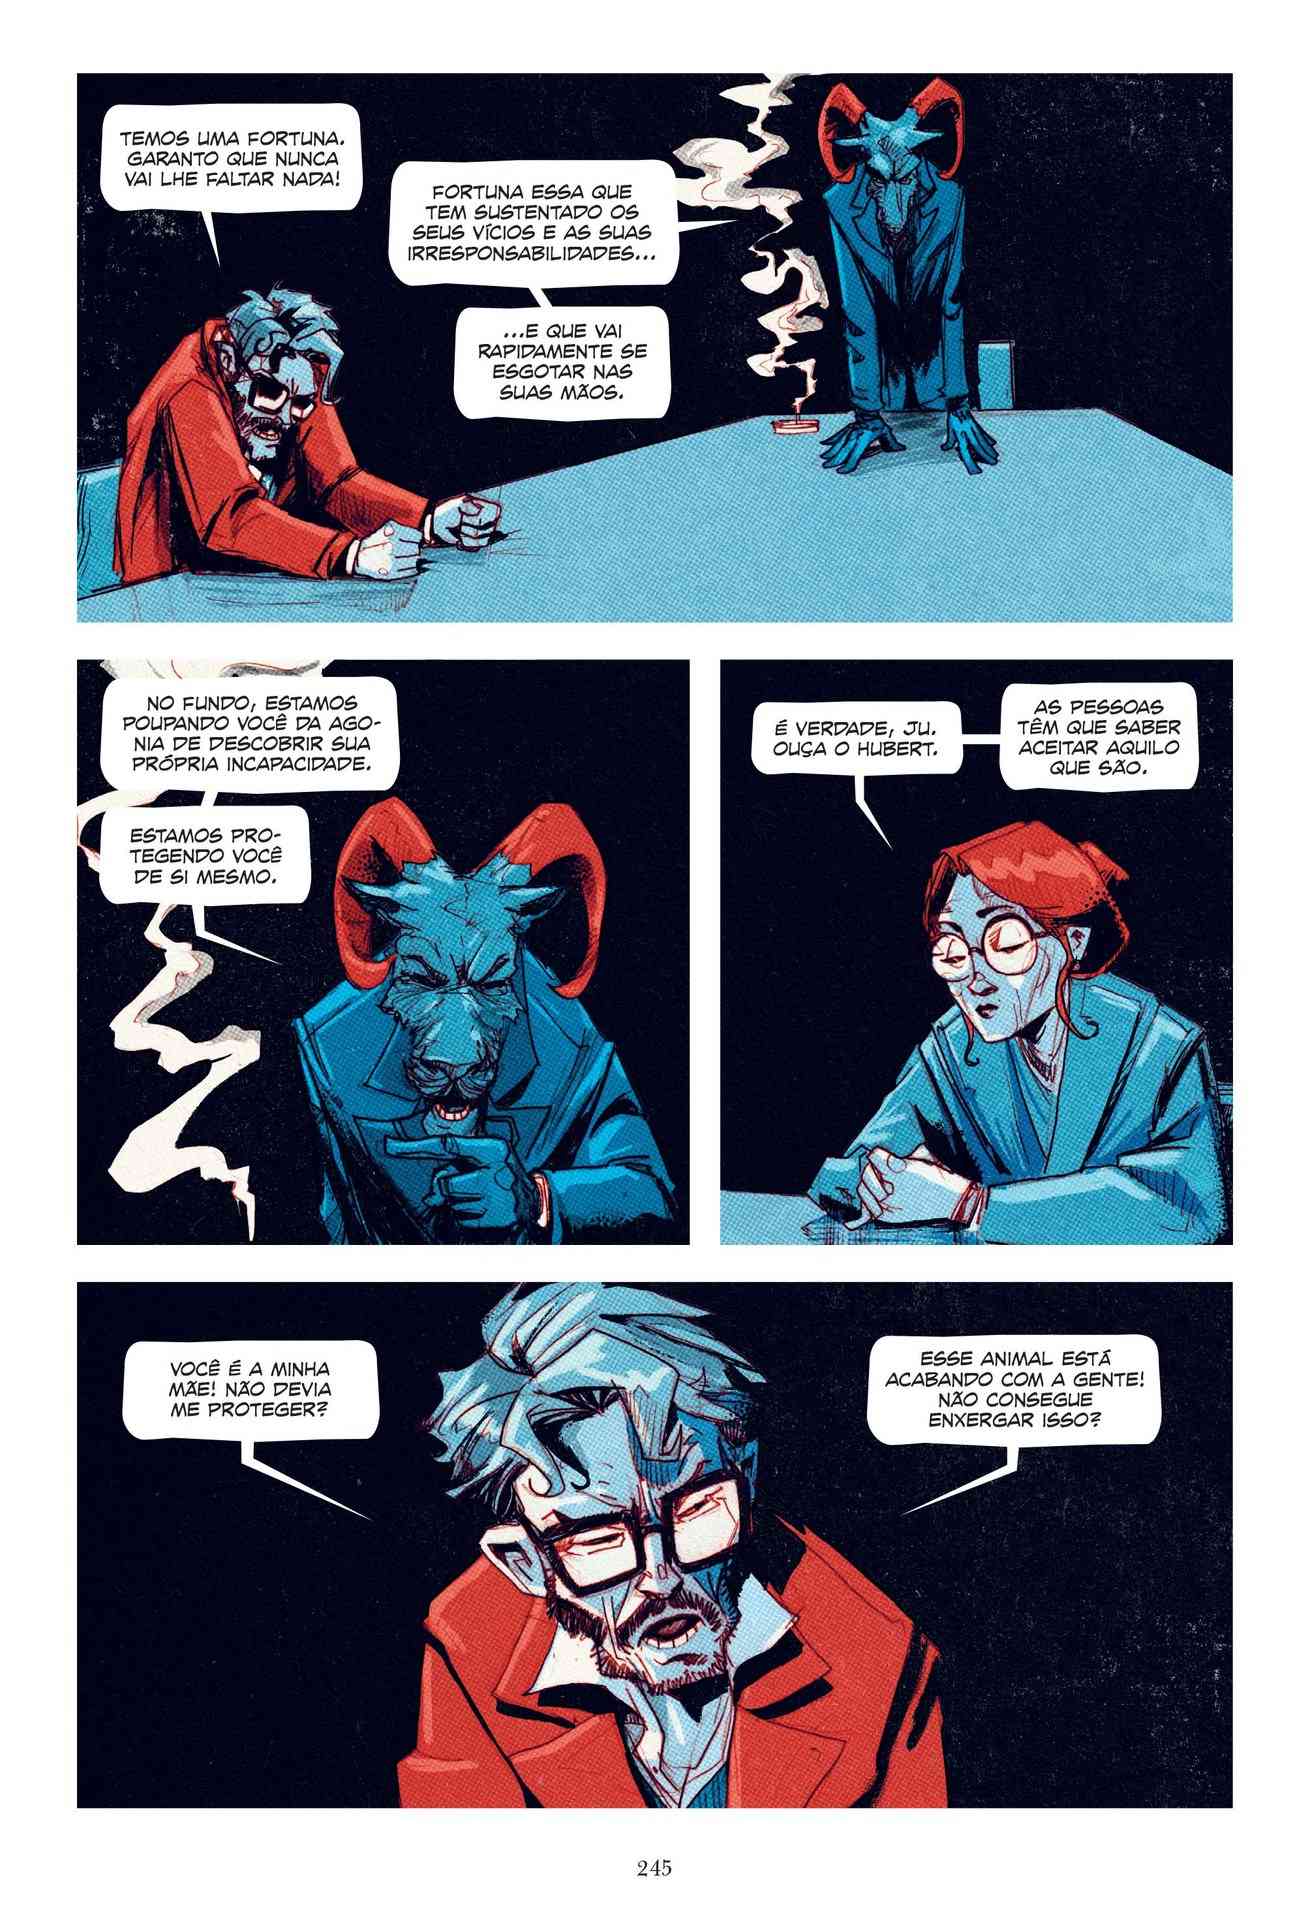 TEMOS UMA FORTUNA.
GARANTO QUE NUNCA
VAI LHE FALTAR NADA!
FORTUNA ESSA QUE
TEM SUSTENTADO OS
SEUS VÍCIOS E AS SUAS
IRRESPONSABILIDADES...
...E QUE VAI
RAPIDAMENTE SE
ESGOTAR NAS
SUAS MÃOS.
NO FUNDO, ESTAMOS
POUPANDO VOCÊ DA AGO-
NIA DE DESCOBRIR SUA
PRÓPRIA INCAPACIDADE.
ESTAMOS PRO-
TEGENDO VOCÊ
DE SI MESMO.
É VERDADE, JU.
OUÇA O HUBERT.
AS PESSOAS
TÊM QUE SABER
ACEITAR AQUILO
QUE SÃO.
VOCÊ É A MINHA
MÃE! NÃO DEVIA
ME PROTEGER?
ESSE ANIMAL ESTÁ
ACABANDO COM A GENTE!
NÃO CONSEGUE
ENXERGAR ISSO?
245